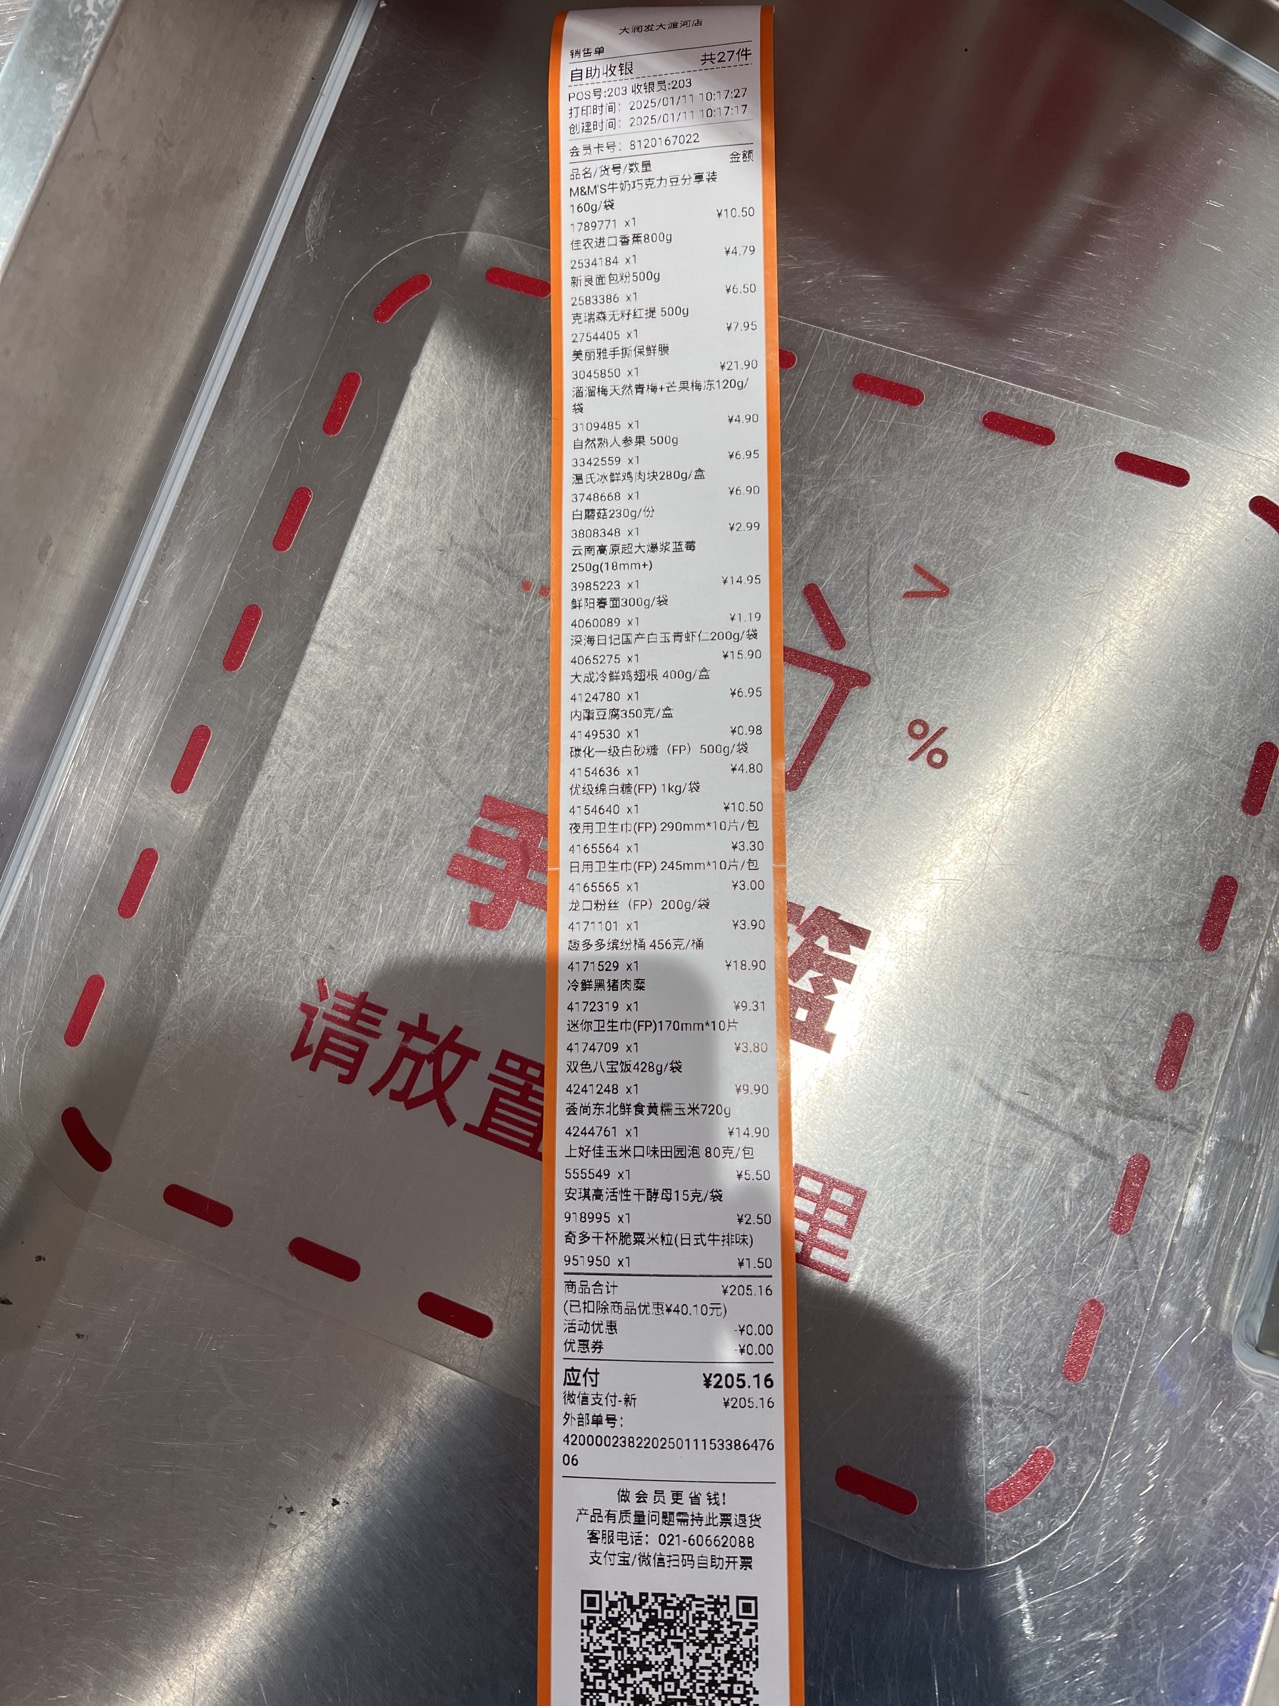 大润发大渡河店
销售单
自助收银 共27件
POS号:203 收银员:203
打印时间: 2025/01/11 10:17:27
创建时间: 2025/01/11 10:17:17
会员卡号: 8120167022
品名/货号/数量 金额
M&M'S牛奶巧克力豆分享装
160g/袋
1789771 x1 ¥10.50
佳农进口香蕉800g
2534184 x1 ¥4.79
新良面包粉500g
2583386 x1 ¥6.50
克瑞森无籽红提 500g
2754405 x1 ¥7.95
美丽雅手撕保鲜膜
3045850 x1 ¥21.90
溜溜梅天然青梅+芒果梅冻120g/
袋
3109485 x1 ¥4.90
自然熟人参果 500g
3342559 x1 ¥6.95
温氏冰鲜鸡肉块280g/盒
3748668 x1 ¥6.90
白蘑菇230g/份
3808348 x1 ¥2.99
云南高原超大爆浆蓝莓
250g(18mm+)
3985223 x1 ¥14.95
鲜阳春面300g/袋
4060089 x1 ¥1.19
深海日记国产白玉青虾仁200g/袋
4065275 x1 ¥15.90
大成冷鲜鸡翅根 400g/盒
4124780 x1 ¥6.95
内酯豆腐350克/盒
4149530 x1 ¥0.98
碳化一级白砂糖（FP）500g/袋
4154636 x1 ¥4.80
优级绵白糖(FP) 1kg/袋
4154640 x1 ¥10.50
夜用卫生巾(FP) 290mm*10片/包
4165564 x1 ¥3.30
日用卫生巾(FP) 245mm*10片/包
4165565 x1 ¥3.00
龙口粉丝（FP）200g/袋
4171101 x1 ¥3.90
趣多多缤纷桶 456克/桶
4171529 x1 ¥18.90
冷鲜黑猪肉糜
4172319 x1 ¥9.31
迷你卫生巾(FP)170mm*10片
4174709 x1 ¥3.80
双色八宝饭428g/袋
4241248 x1 ¥9.90
荟尚东北鲜食黄糯玉米720g
4244761 x1 ¥14.90
上好佳玉米口味田园泡 80克/包
555549 x1 ¥5.50
安琪高活性干酵母15克/袋
918995 x1 ¥2.50
奇多干杯脆粟米粒(日式牛排味)
951950 x1 ¥1.50
商品合计 ¥205.16
(已扣除商品优惠¥40.10元)
活动优惠 -¥0.00
优惠券 -¥0.00
应付 ¥205.16
微信支付-新 ¥205.16
外部单号:
42000023822025011153386476
06
做会员更省钱!
产品有质量问题需持此票退货
客服电话: 021-60662088
支付宝/微信扫码自助开票
%
手 篮
请放置 里